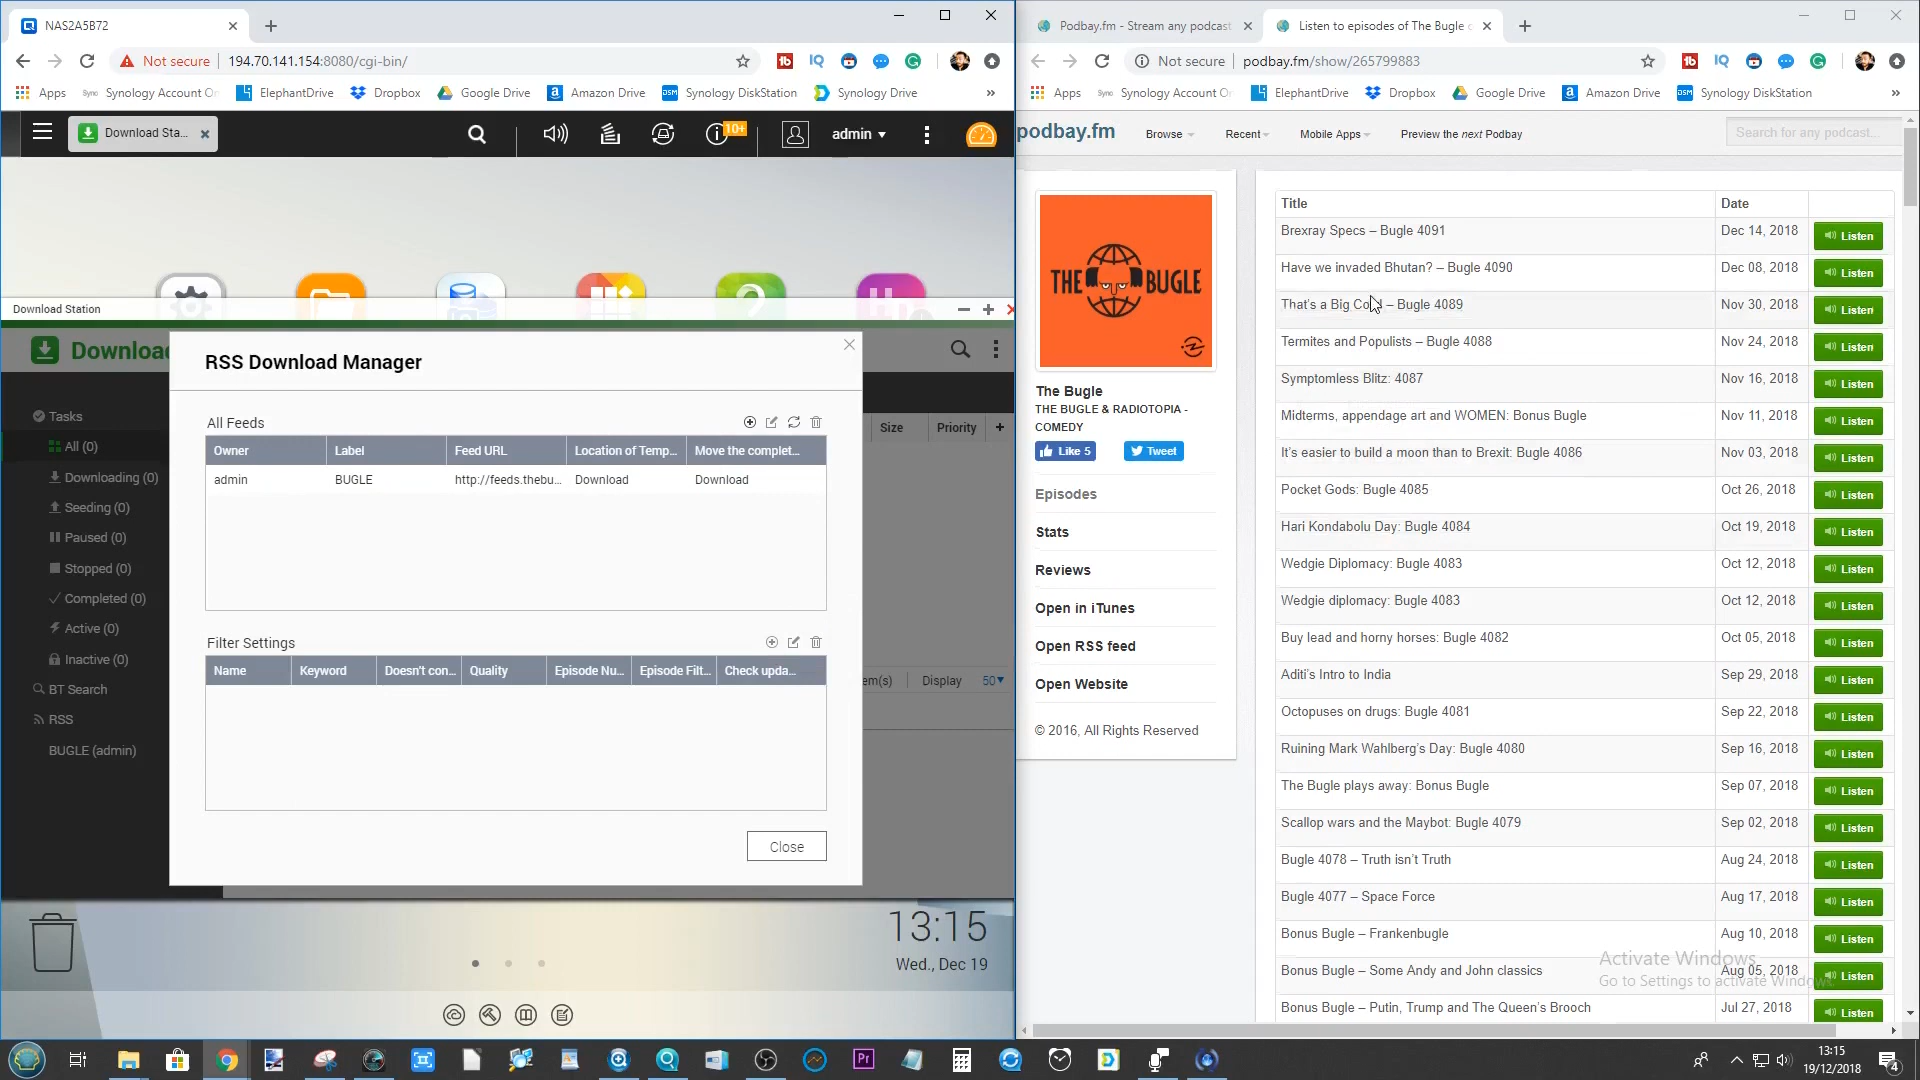 NAS2A5B72
Not secure | 194.70.141.154:8080/cgi-bin/
Apps
Synology Account O
ElephantDrive
Dropbox
Google Drive
Amazon Drive
Synology DiskStation
Synology Drive
»
Download Sta...
10+
admin
Download Station
Downloa
Tasks
All (0)
Downloading (0)
Seeding (0)
Paused (0)
Stopped (0)
Completed (0)
Active (0)
Inactive (0)
BT Search
RSS
BUGLE (admin)
Size
Priority
em(s)
Display
50
RSS Download Manager
All Feeds
Owner Label Feed URL Location of Temp... Move the complet...
admin BUGLE http://feeds.thebu... Download Download
Filter Settings
Name Keyword Doesn't con... Quality Episode Nu... Episode Filt... Check upda...
Close
13:15
Wed., Dec 19
Podbay.fm - Stream any podcast
Listen to episodes of The Bugle
Not secure | podbay.fm/show/265799883
Apps
Synology Account O
ElephantDrive
Dropbox
Google Drive
Amazon Drive
Synology DiskStation
»
podbay.fm
Browse
Recent
Mobile Apps
Preview the next Podbay
Search for any podcast...
THE BUGLE
The Bugle
THE BUGLE & RADIOTOPIA -
COMEDY
Like 5
Tweet
Episodes
Stats
Reviews
Open in iTunes
Open RSS feed
Open Website
© 2016, All Rights Reserved
Title Date
Brexray Specs – Bugle 4091 Dec 14, 2018 Listen
Have we invaded Bhutan? – Bugle 4090 Dec 08, 2018 Listen
That's a Big – Bugle 4089 Nov 30, 2018 Listen
Termites and Populists – Bugle 4088 Nov 24, 2018 Listen
Symptomless Blitz: 4087 Nov 16, 2018 Listen
Midterms, appendage art and WOMEN: Bonus Bugle Nov 11, 2018 Listen
It's easier to build a moon than to Brexit: Bugle 4086 Nov 03, 2018 Listen
Pocket Gods: Bugle 4085 Oct 26, 2018 Listen
Hari Kondabolu Day: Bugle 4084 Oct 19, 2018 Listen
Wedgie Diplomacy: Bugle 4083 Oct 12, 2018 Listen
Wedgie diplomacy: Bugle 4083 Oct 12, 2018 Listen
Buy lead and horny horses: Bugle 4082 Oct 05, 2018 Listen
Aditi's Intro to India Sep 29, 2018 Listen
Octopuses on drugs: Bugle 4081 Sep 22, 2018 Listen
Ruining Mark Wahlberg's Day: Bugle 4080 Sep 16, 2018 Listen
The Bugle plays away: Bonus Bugle Sep 07, 2018 Listen
Scallop wars and the Maybot: Bugle 4079 Sep 02, 2018 Listen
Bugle 4078 – Truth isn't Truth Aug 24, 2018 Listen
Bugle 4077 – Space Force Aug 17, 2018 Listen
Bonus Bugle – Frankenbugle Aug 10, 2018 Listen
Bonus Bugle – Some Andy and John classics Aug 05, 2018 Listen
Bonus Bugle – Putin, Trump and The Queen's Brooch Jul 27, 2018 Listen
Activate Windows
Go to Settings to activate Windows.
Pr
13:15
19/12/2018
4